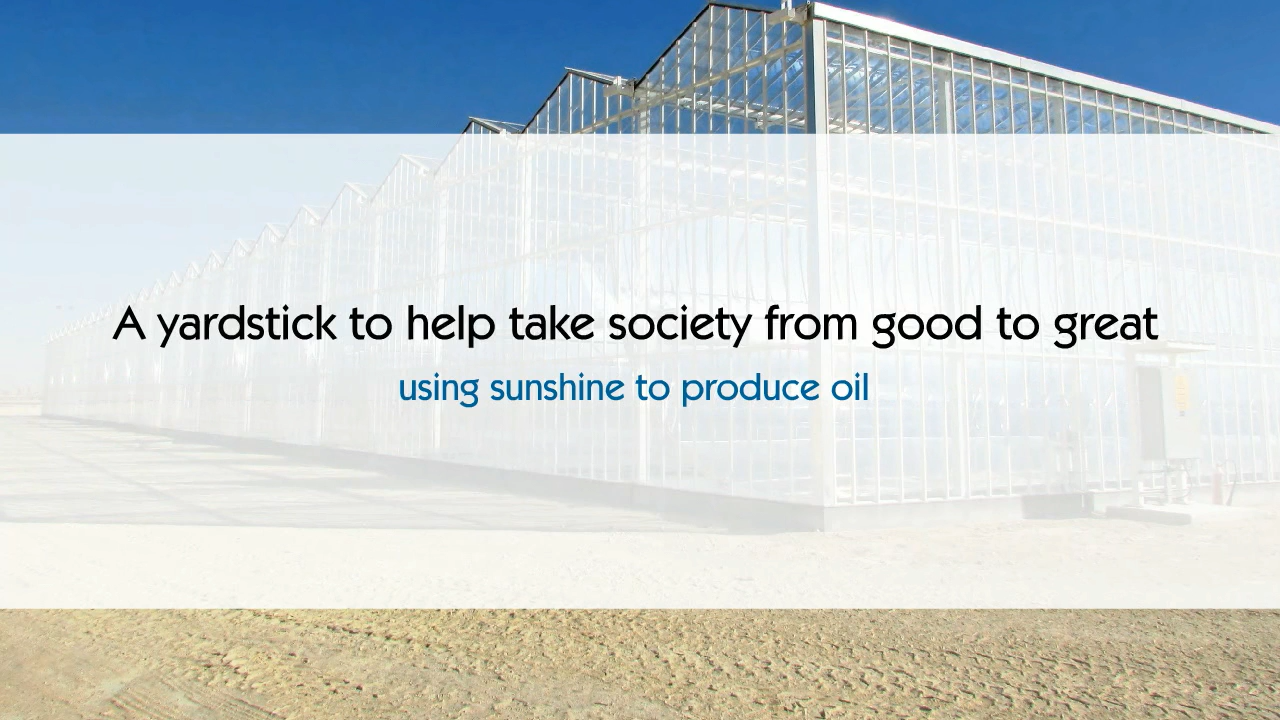 A yardstick to help take society from good to great
using sunshine to produce oil